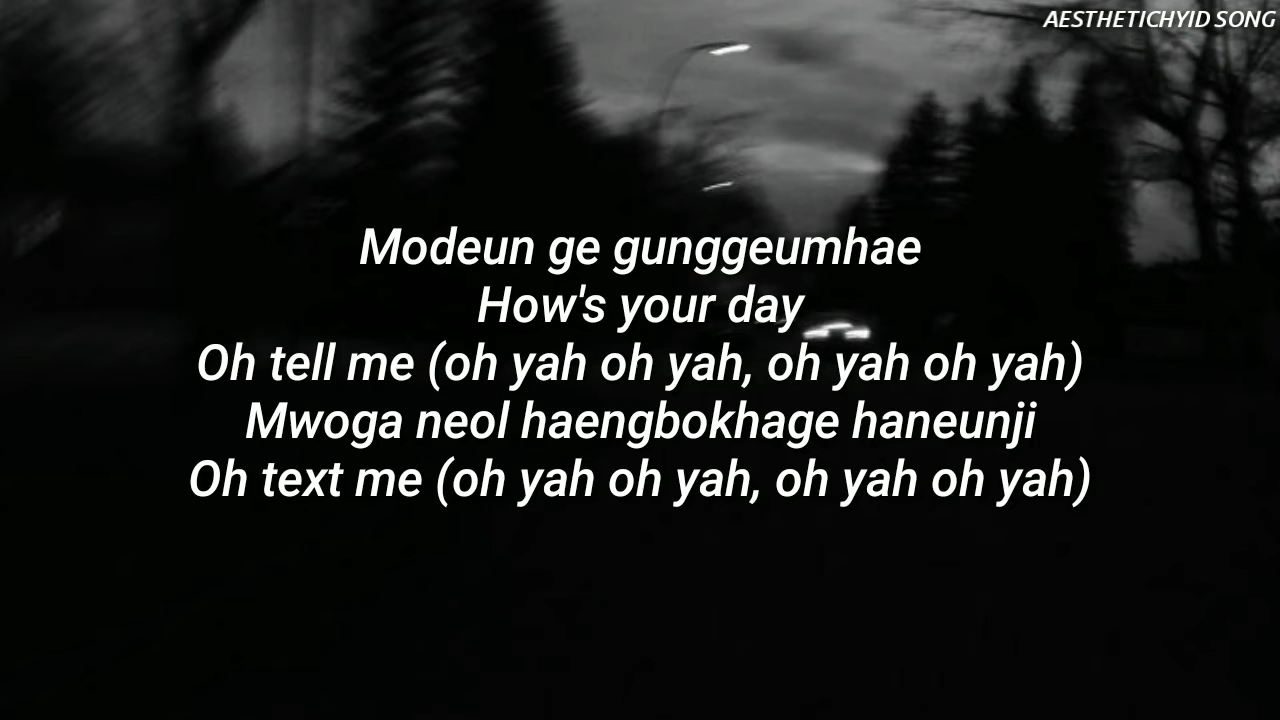 AESTHETICHYID SONG
Modeun ge gunggeumhae
How's your day
Oh tell me (oh yah oh yah, oh yah oh yah)
Mwoga neol haengbokhage haneunji
Oh text me (oh yah oh yah, oh yah oh yah)